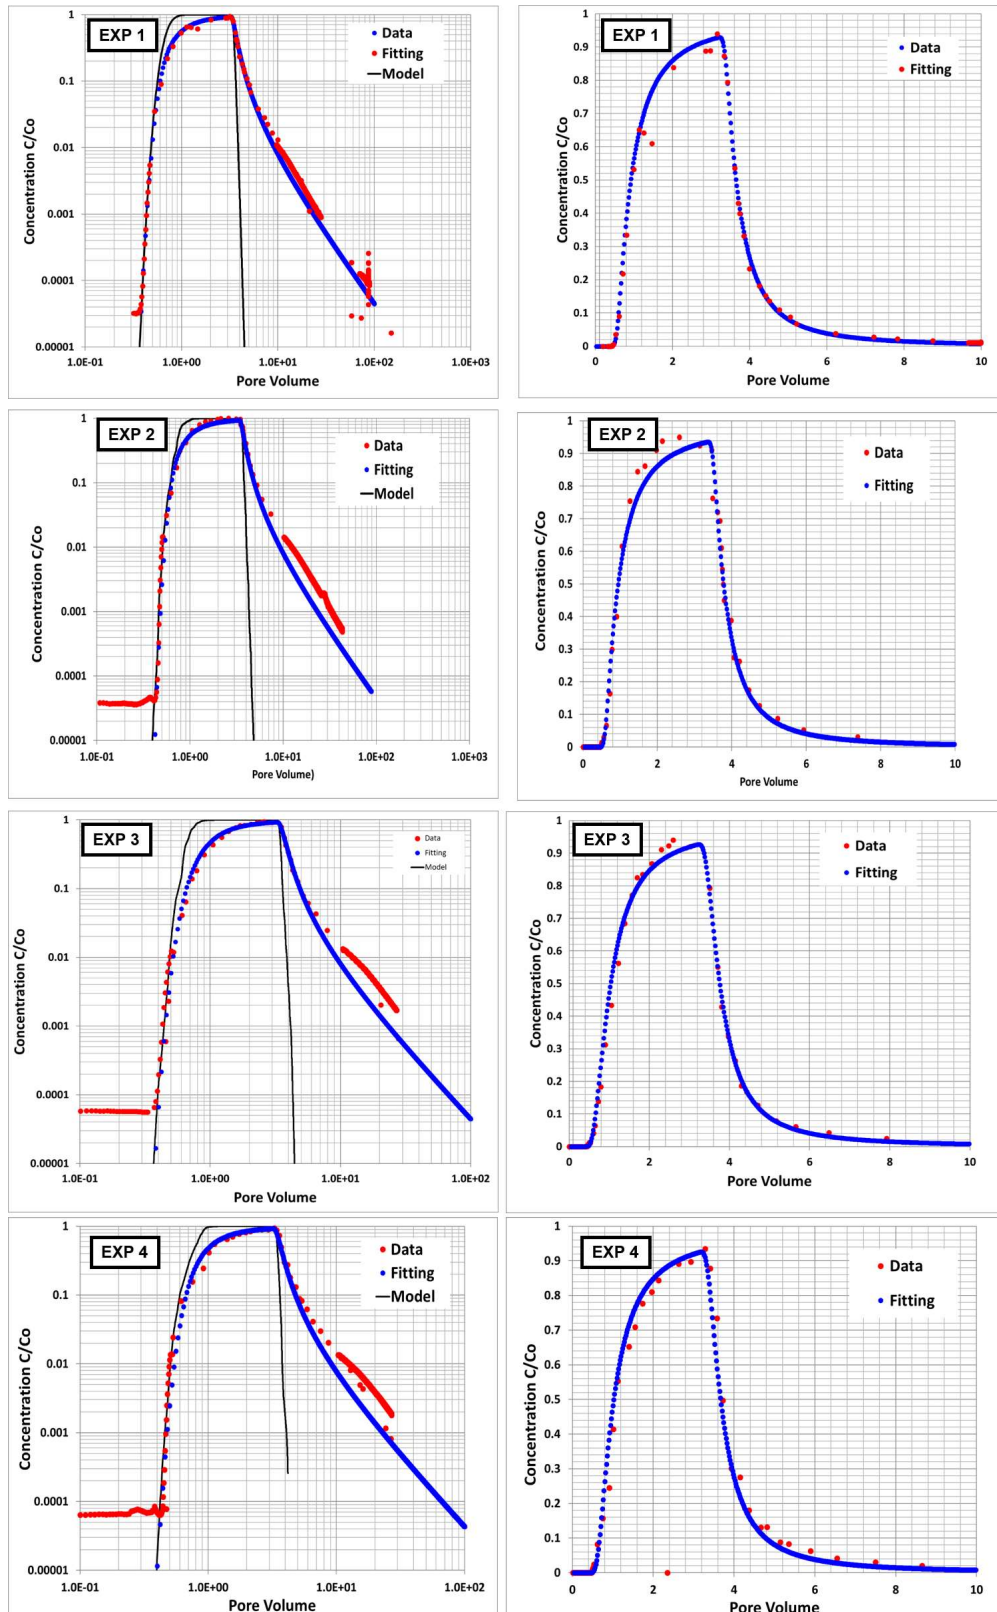 EXP 1
Data
Fitting
Model
Concentration C/Co
1
0.1
0.01
0.001
0.0001
0.00001
1.0E-01 1.0E+00 1.0E+01 1.0E+02 1.0E+03
Pore Volume
EXP 1
Data
Fitting
Concentration C/Co
1
0.9
0.8
0.7
0.6
0.5
0.4
0.3
0.2
0.1
0
0 2 4 6 8 10
Pore Volume
EXP 2
Data
Fitting
Model
Concentration C/Co
1
0.1
0.01
0.001
0.0001
0.00001
1.0E-01 1.0E+00 1.0E+01 1.0E+02 1.0E+03
Pore Volume)
EXP 2
Data
Fitting
Concentration C/Co
1
0.9
0.8
0.7
0.6
0.5
0.4
0.3
0.2
0.1
0
0 2 4 6 8 10
Pore Volume
EXP 3
Data
Fitting
Model
Concentration C/Co
1
0.1
0.01
0.001
0.0001
0.00001
1.0E-01 1.0E+00 1.0E+01 1.0E+02
Pore Volume
EXP 3
Data
Fitting
Concentration C/Co
1
0.9
0.8
0.7
0.6
0.5
0.4
0.3
0.2
0.1
0
0 2 4 6 8 10
Pore Volume
EXP 4
Data
Fitting
Model
Concentration C/Co
1
0.1
0.01
0.001
0.0001
0.00001
1.0E-01 1.0E+00 1.0E+01 1.0E+02
Pore Volume
EXP 4
Data
Fitting
Concentration C/Co
1
0.9
0.8
0.7
0.6
0.5
0.4
0.3
0.2
0.1
0
0 2 4 6 8 10
Pore Volume